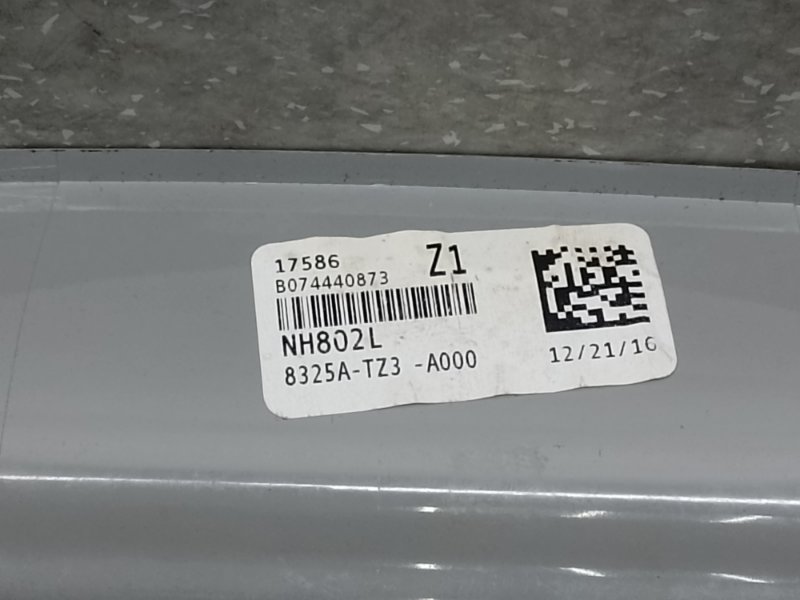 17586 Z1
B074440873
NH802L
8325A-TZ3 -A000
12/21/16